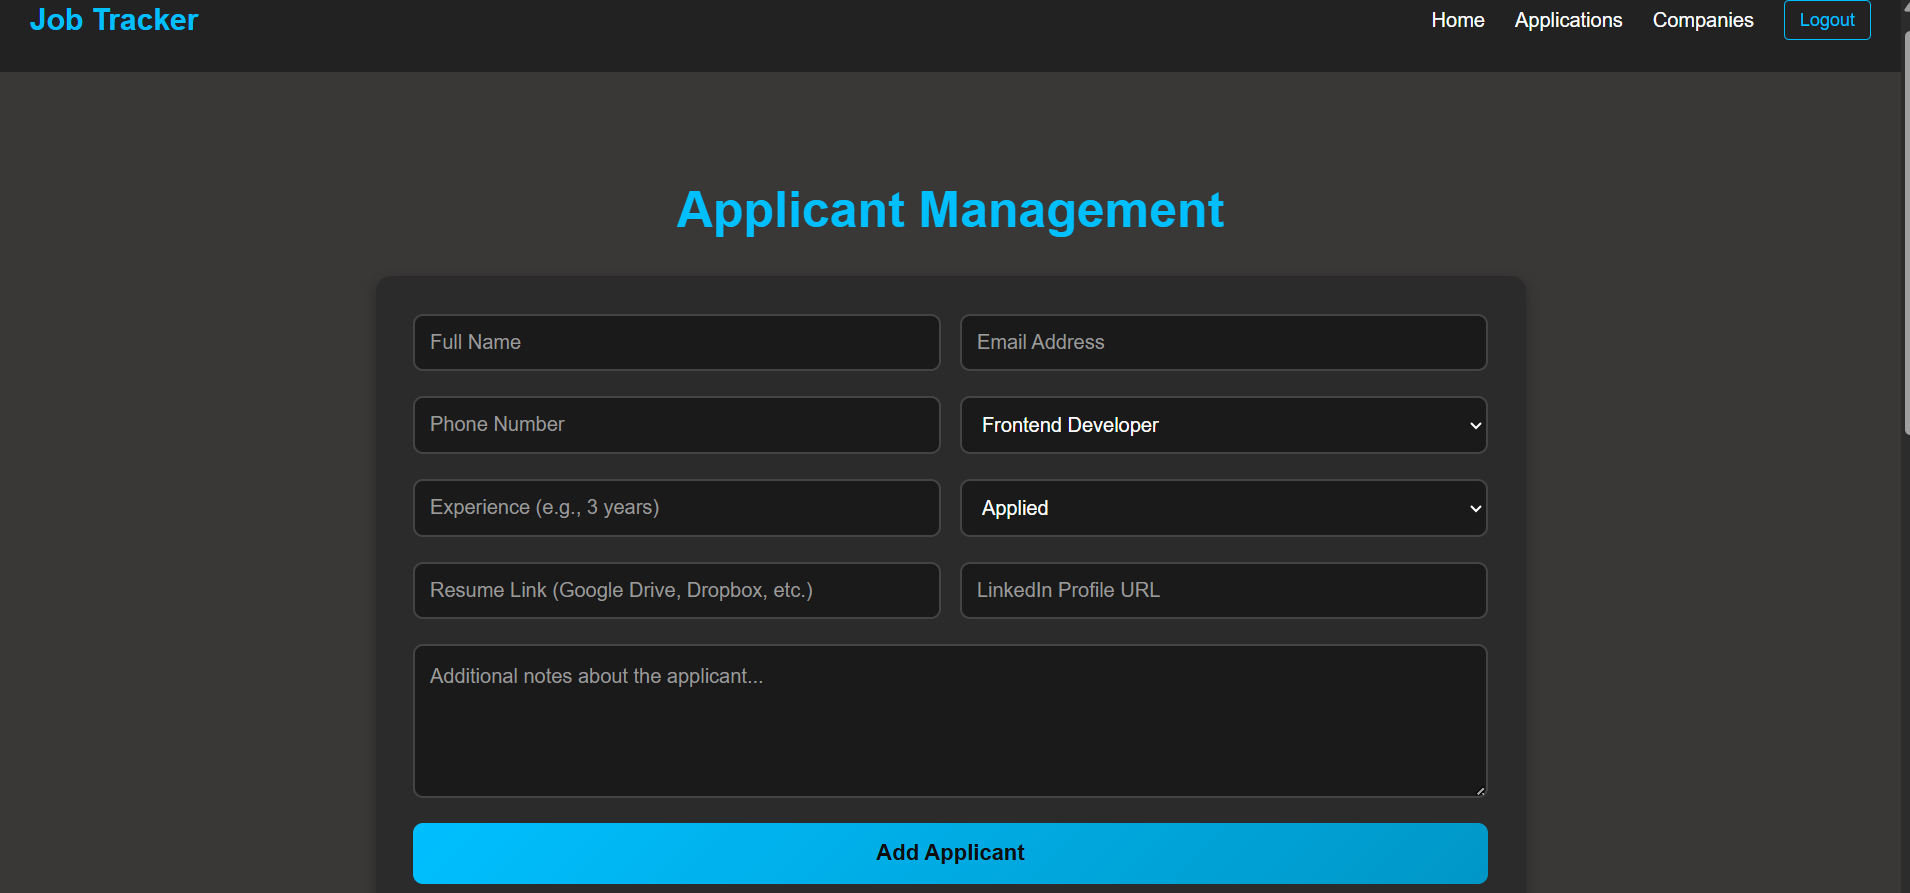 Job Tracker
Home Applications Companies Logout
Applicant Management
Full Name
Email Address
Phone Number
Frontend Developer
Experience (e.g., 3 years)
Applied
Resume Link (Google Drive, Dropbox, etc.)
LinkedIn Profile URL
Additional notes about the applicant...
Add Applicant